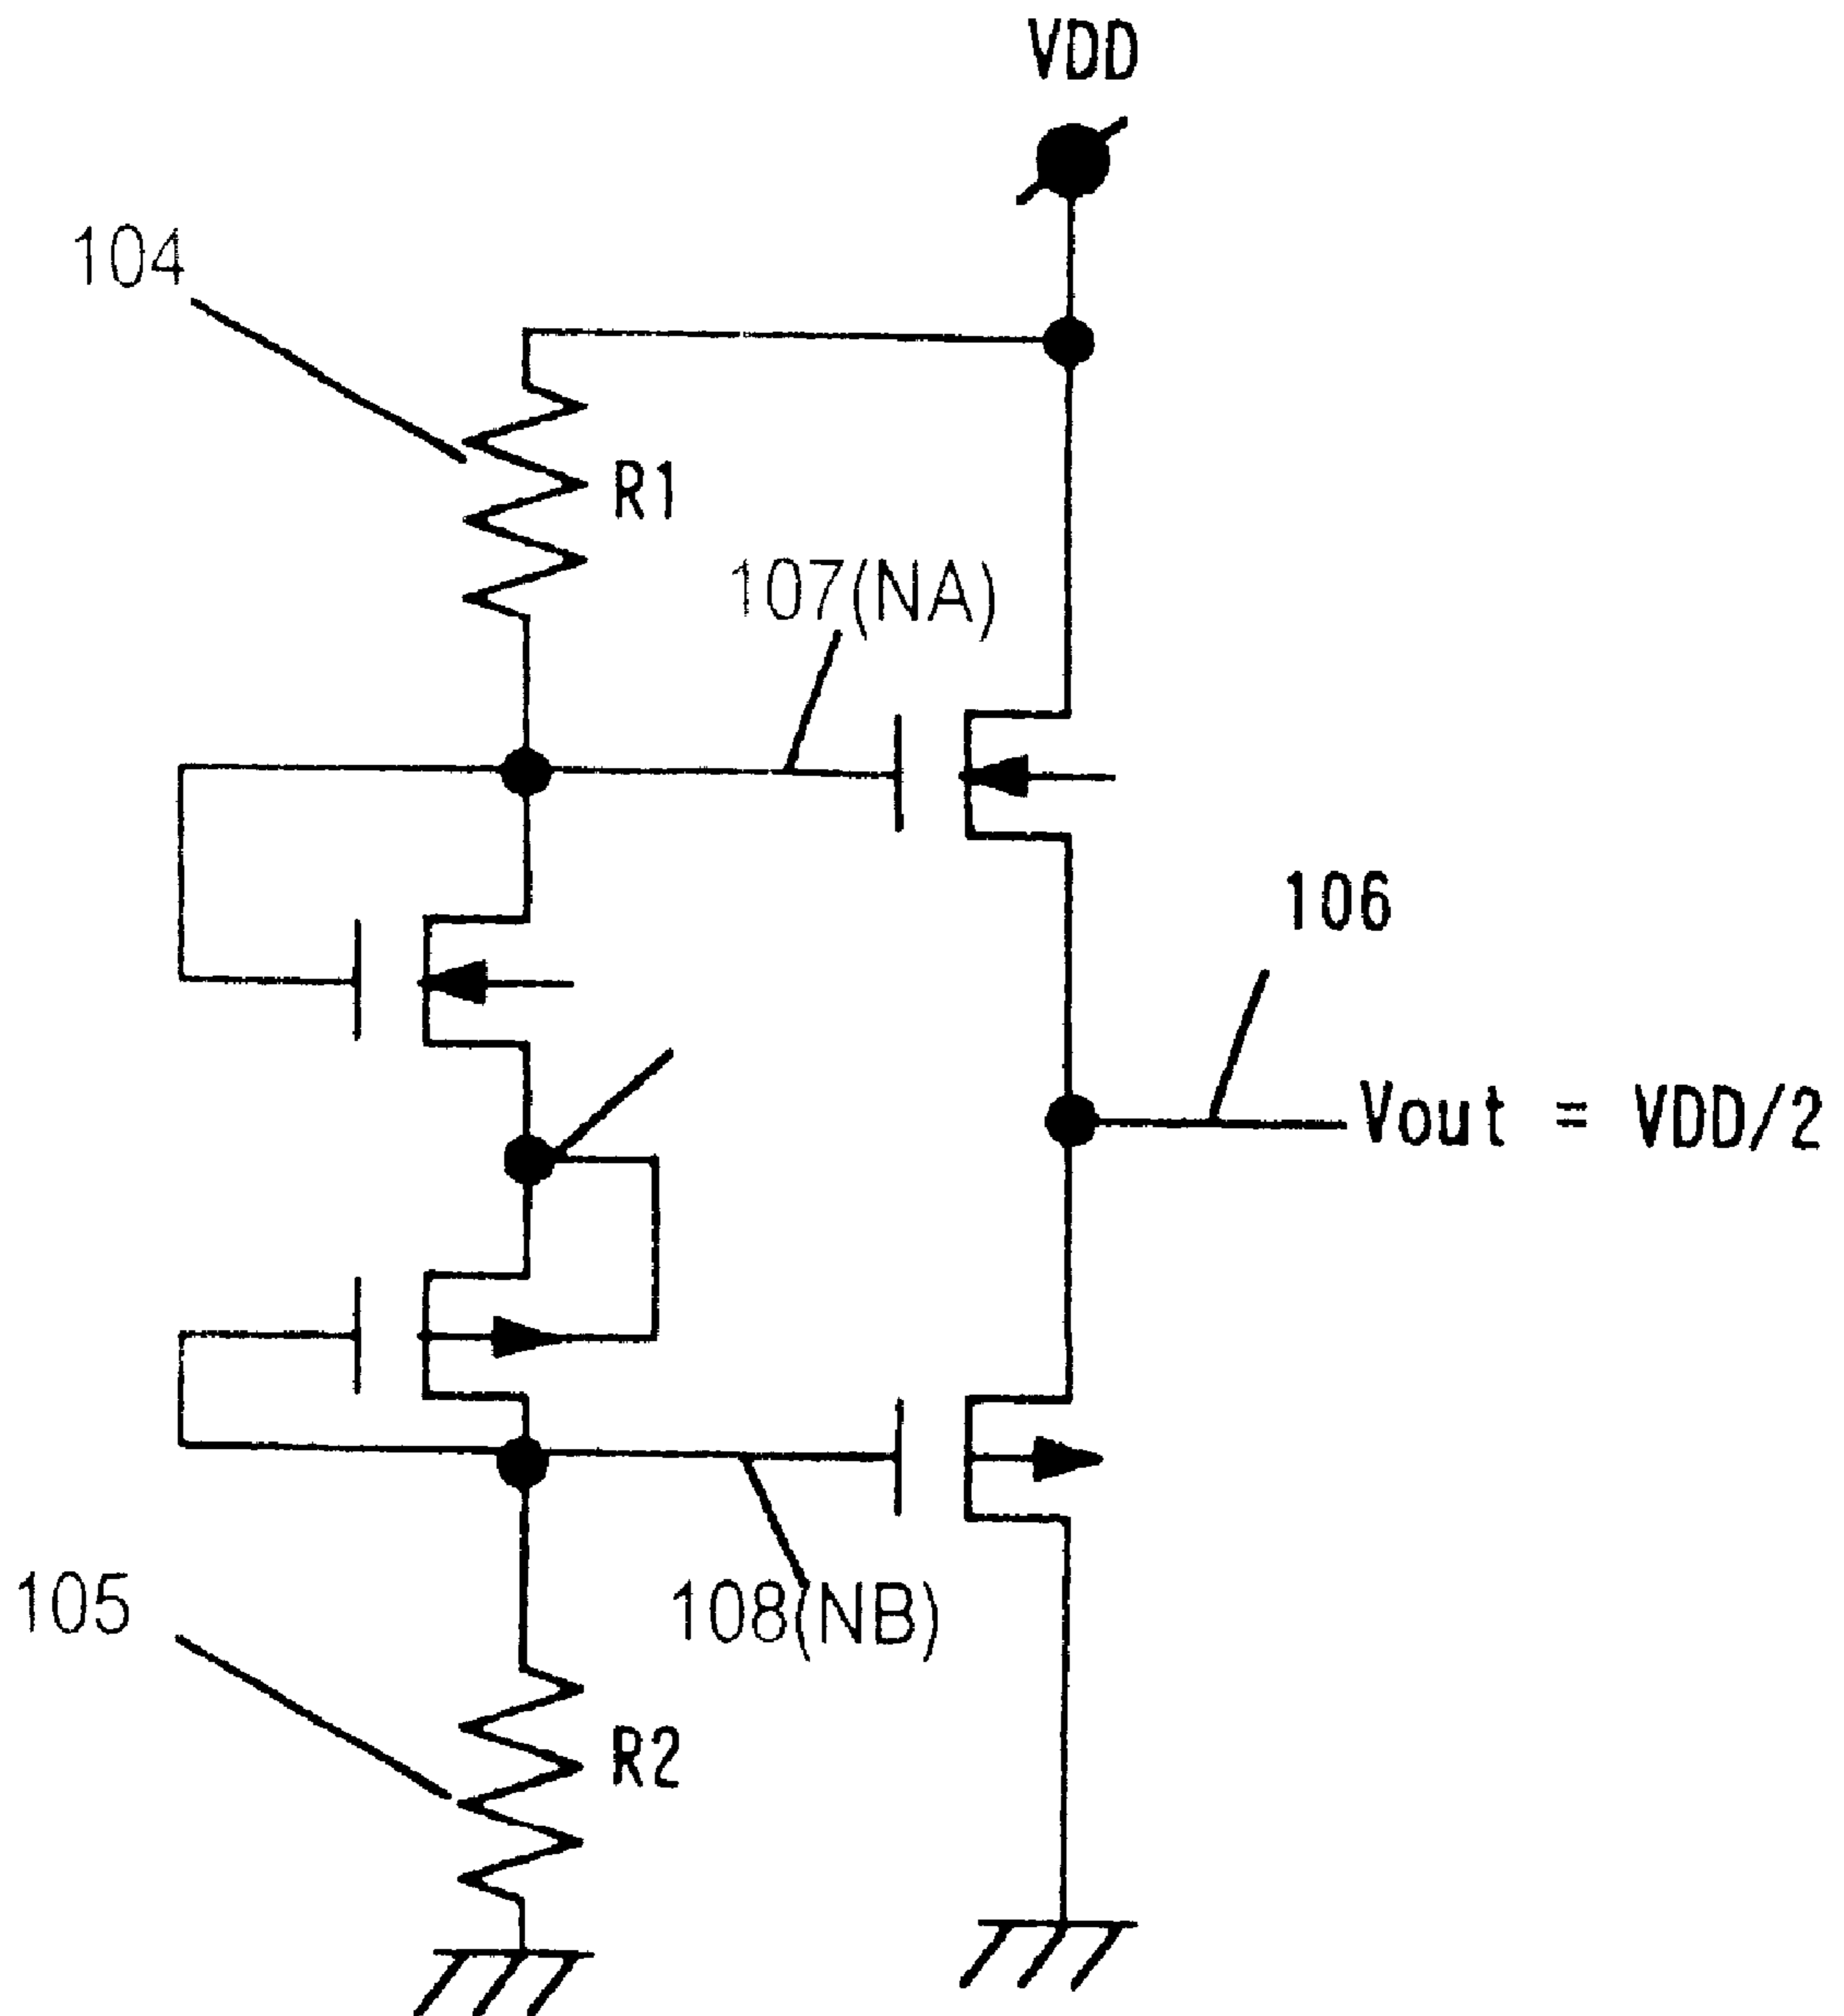 VDD
104
R1
107(NA)
106
Vout = VDD/2
105
108(NB)
R2